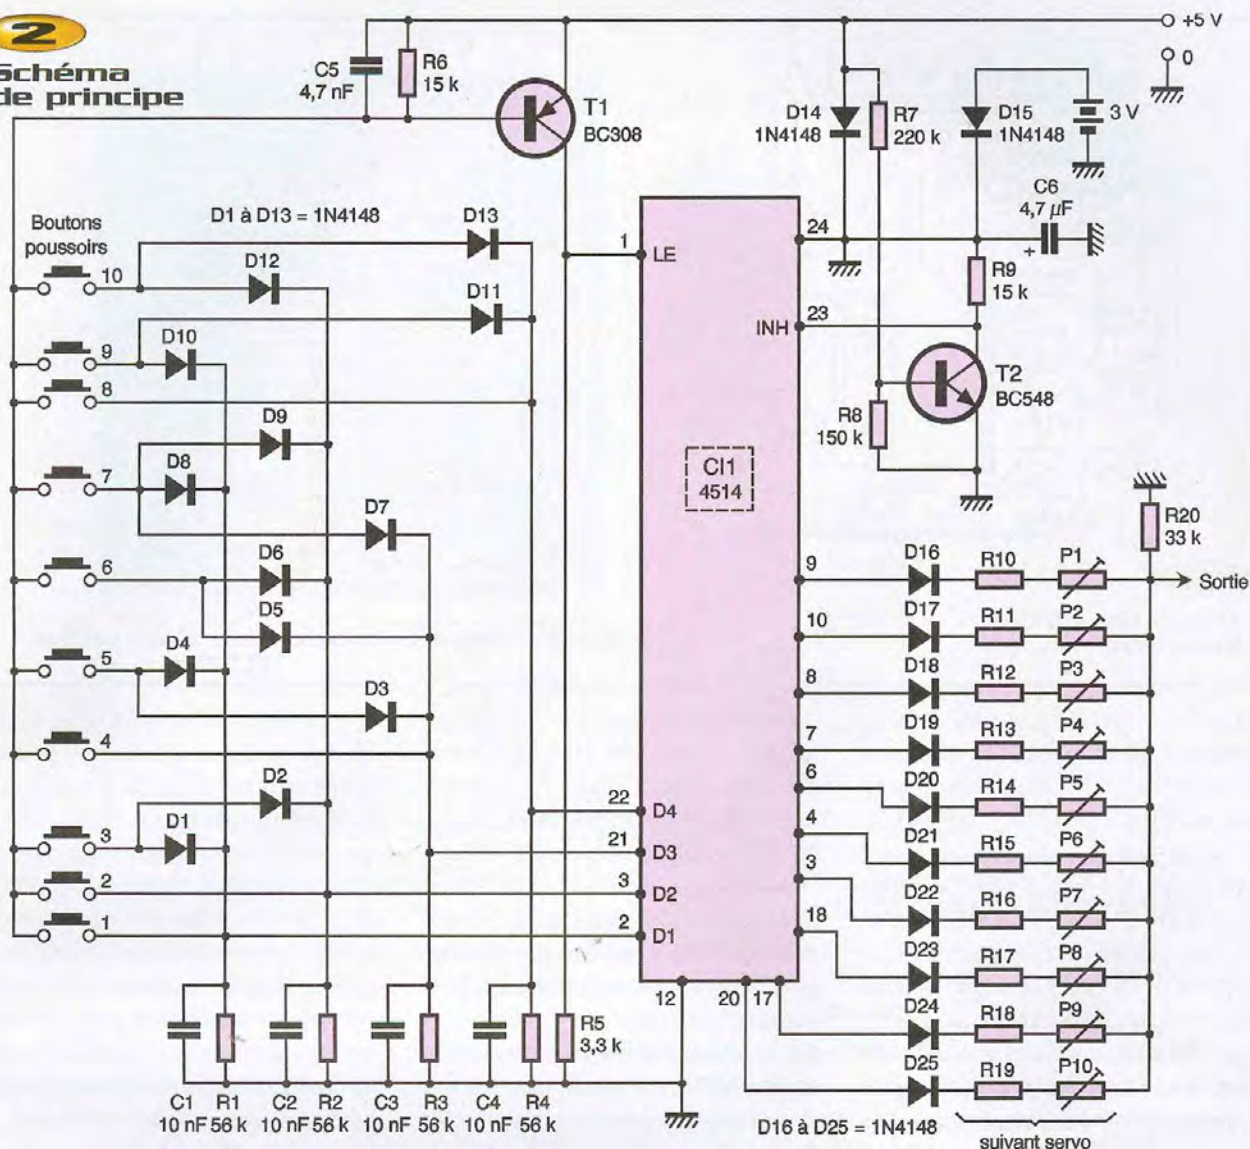 2
Schéma
de principe
C5
4,7 nF
R6
15 k
T1
BC308
+5 V
0
D14
1N4148
R7
220 k
D15
1N4148
3 V
C6
4,7 µF
+
Boutons
poussoirs
D1 à D13 = 1N4148
D13
D12
10
D11
D10
9
8
D9
D8
7
D7
D6
6
D5
D4
5
D3
4
D2
D1
3
2
1
1
LE
24
INH
23
R9
15 k
T2
BC548
R8
150 k
CI1
4514
R20
33 k
Sortie
9
D16
R10
P1
10
D17
R11
P2
8
D18
R12
P3
7
D19
R13
P4
6
D20
R14
P5
4
D21
R15
P6
3
D22
R16
P7
18
D23
R17
P8
D24
R18
P9
D25
R19
P10
22
D4
21
D3
3
D2
2
D1
12
20
17
R5
3,3 k
C1
10 nF
R1
56 k
C2
10 nF
R2
56 k
C3
10 nF
R3
56 k
C4
10 nF
R4
56 k
D16 à D25 = 1N4148
suivant servo